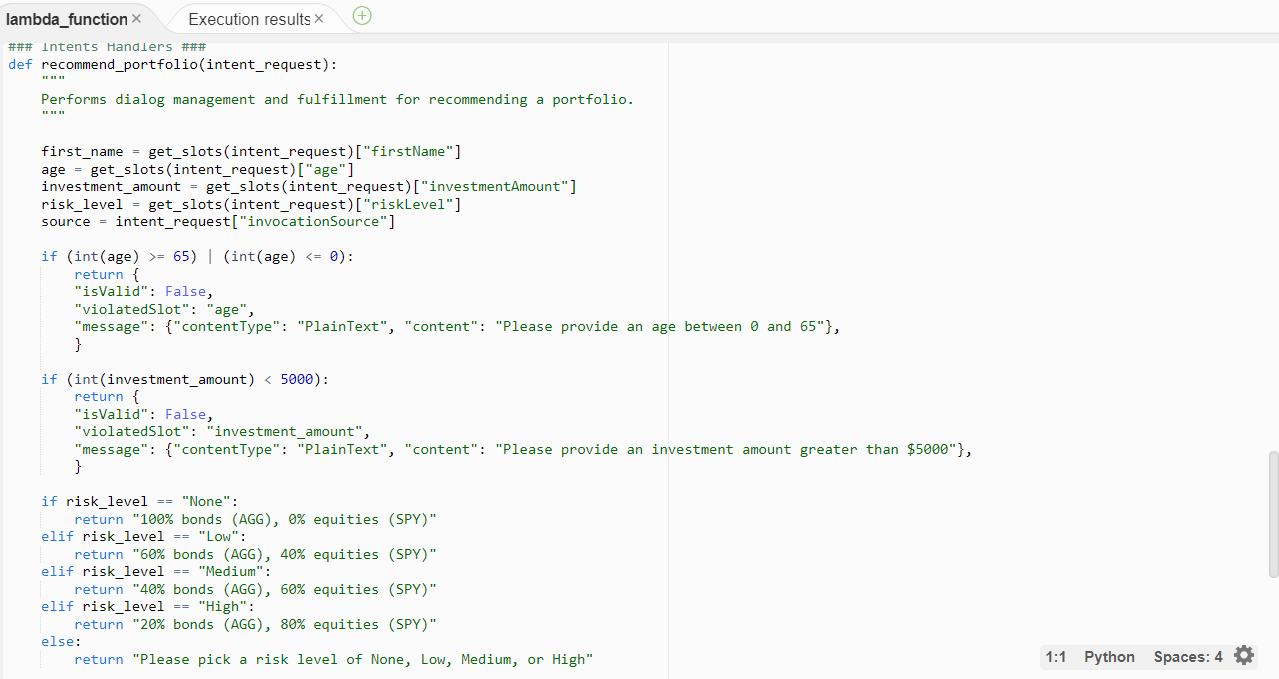 lambda_function ×
Execution results ×
### Intents Handlers ###
def recommend_portfolio(intent_request):
    """
    Performs dialog management and fulfillment for recommending a portfolio.
    """

    first_name = get_slots(intent_request)["firstName"]
    age = get_slots(intent_request)["age"]
    investment_amount = get_slots(intent_request)["investmentAmount"]
    risk_level = get_slots(intent_request)["riskLevel"]
    source = intent_request["invocationSource"]

    if (int(age) >= 65) | (int(age) <= 0):
        return {
        "isValid": False,
        "violatedSlot": "age",
        "message": {"contentType": "PlainText", "content": "Please provide an age between 0 and 65"},
        }

    if (int(investment_amount) < 5000):
        return {
        "isValid": False,
        "violatedSlot": "investment_amount",
        "message": {"contentType": "PlainText", "content": "Please provide an investment amount greater than $5000"},
        }

    if risk_level == "None":
        return "100% bonds (AGG), 0% equities (SPY)"
    elif risk_level == "Low":
        return "60% bonds (AGG), 40% equities (SPY)"
    elif risk_level == "Medium":
        return "40% bonds (AGG), 60% equities (SPY)"
    elif risk_level == "High":
        return "20% bonds (AGG), 80% equities (SPY)"
    else:
        return "Please pick a risk level of None, Low, Medium, or High"
1:1 Python Spaces: 4